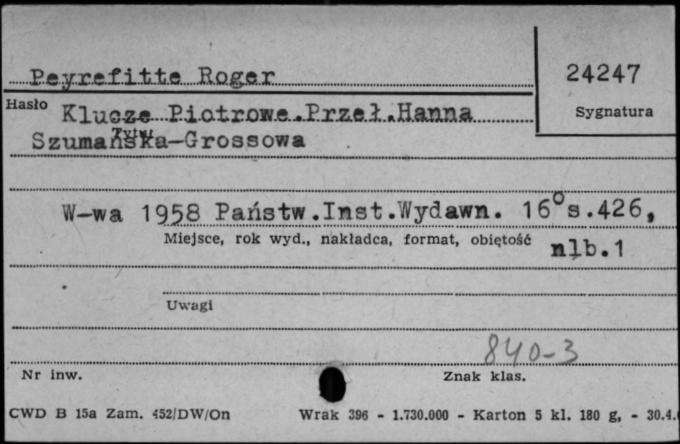 Peyrefitte Roger
24247
Hasło
Klucze Piotrowe.Przeł.Hanna
Sygnatura
Tytuł
Szumańska-Grossowa
W-wa 1958 Państw.Inst.Wydawn. 16°s.426,
Miejsce, rok wyd., nakładca, format, objętość
nlb.1
Uwagi
840-3
Nr inw.
Znak klas.
CWD B 15a Zam. 452/DW/On Wrak 396 - 1.730.000 - Karton 5 kl. 180 g, - 30.4.